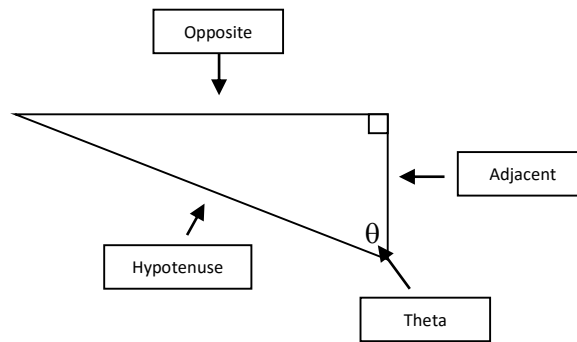 Opposite
Adjacent
θ
Hypotenuse
Theta